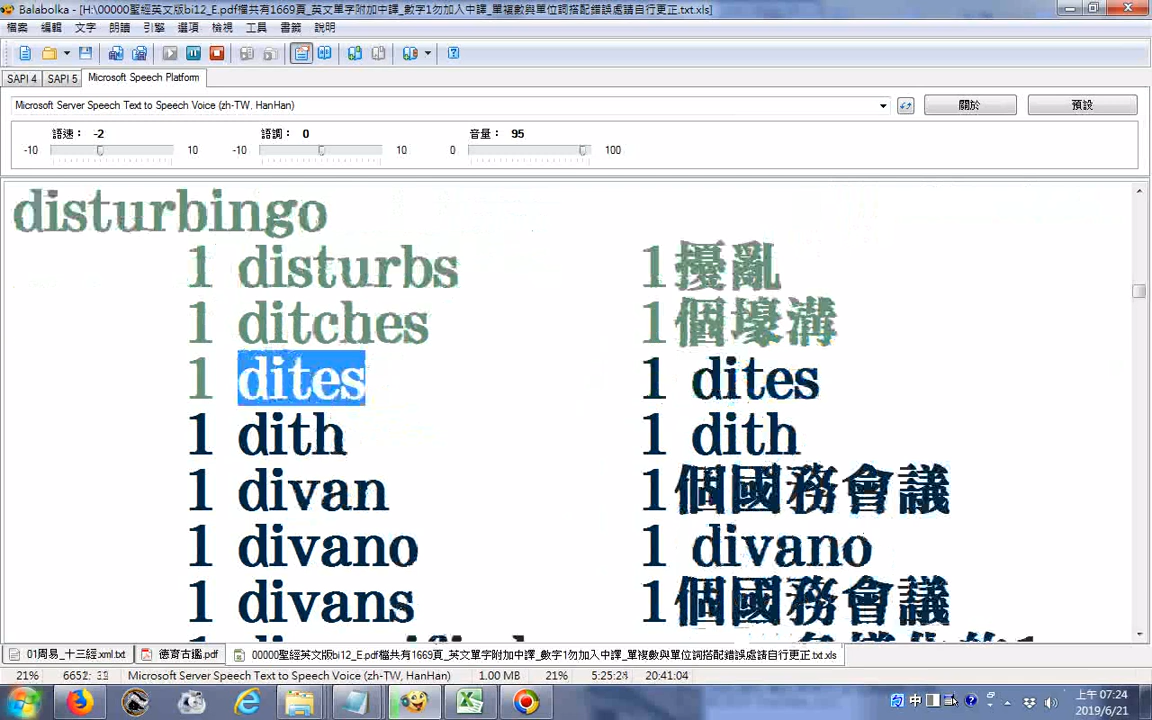 Balabolka - [H:\00000聖經英文版bi12_E.pdf檔共有1669頁_英文單字附加中譯_數字1勿加入中譯_單複數與單位詞搭配錯誤處請自行更正.txt.xls]
檔案 編輯 文字 朗讀 引擎 選項 檢視 工具 書籤 說明
SAPI 4 SAPI 5 Microsoft Speech Platform
Microsoft Server Speech Text to Speech Voice (zh-TW, HanHan) 關於 預設
語速： -2 語調： 0 音量： 95
-10 10 -10 10 0 100
disturbingo
1 disturbs 1擾亂
1 ditches 1個壕溝
1 dites 1 dites
1 dith 1 dith
1 divan 1個國務會議
1 divano 1 divano
1 divans 1個國務會議
01周易_十三經.xml.txt 德育古鑑.pdf 00000聖經英文版bi12_E.pdf檔共有1669頁_英文單字附加中譯_數字1勿加入中譯_單複數與單位詞搭配錯誤處請自行更正.txt.xls
21% Microsoft Server Speech Text to Speech Voice (zh-TW, HanHan) 1.00 MB 21% 20:41:04
中 上午 07:24
2019/6/21